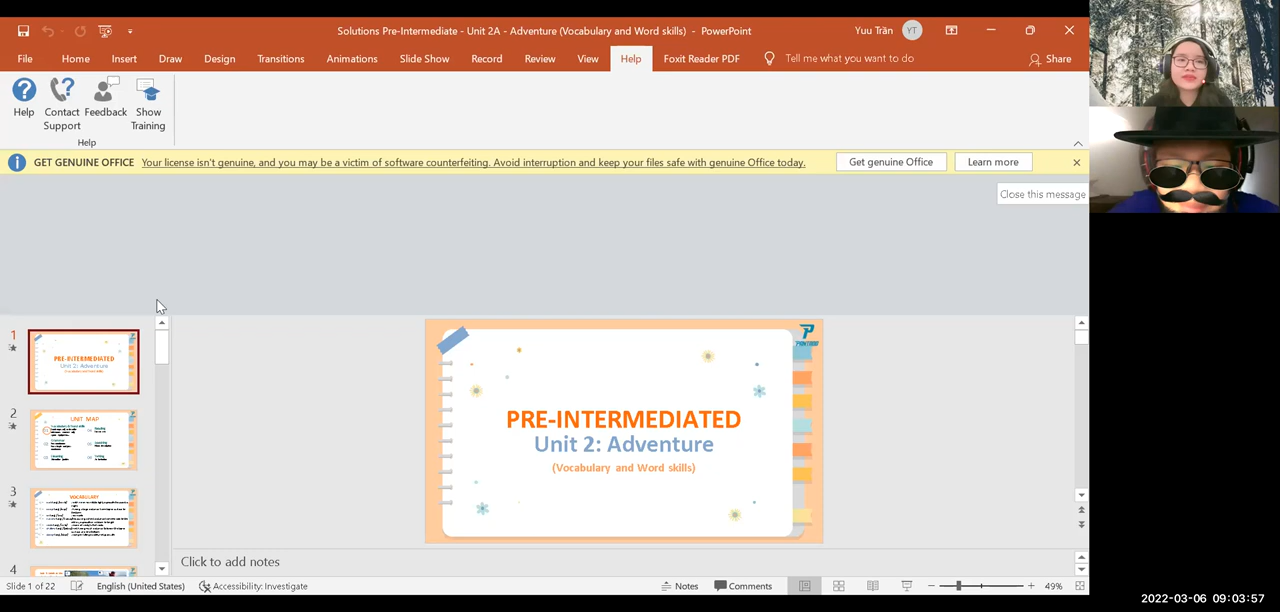 Solutions Pre-Intermediate - Unit 2A - Adventure (Vocabulary and Word skills) - PowerPoint
Yuu Trần
YT
File Home Insert Draw Design Transitions Animations Slide Show Record Review View Help Foxit Reader PDF Tell me what you want to do Share
Help Contact Support Feedback Show Training
Help
GET GENUINE OFFICE Your license isn't genuine, and you may be a victim of software counterfeiting. Avoid interruption and keep your files safe with genuine Office today. Get genuine Office Learn more
Close this message
1
PRE-INTERMEDIATED
Unit 2: Adventure
2
UNIT MAP
3
VOCABULARY
4
PRE-INTERMEDIATED
Unit 2: Adventure
(Vocabulary and Word skills)
Click to add notes
Slide 1 of 22 English (United States) Accessibility: Investigate Notes Comments 49%
2022-03-06 09:03:57